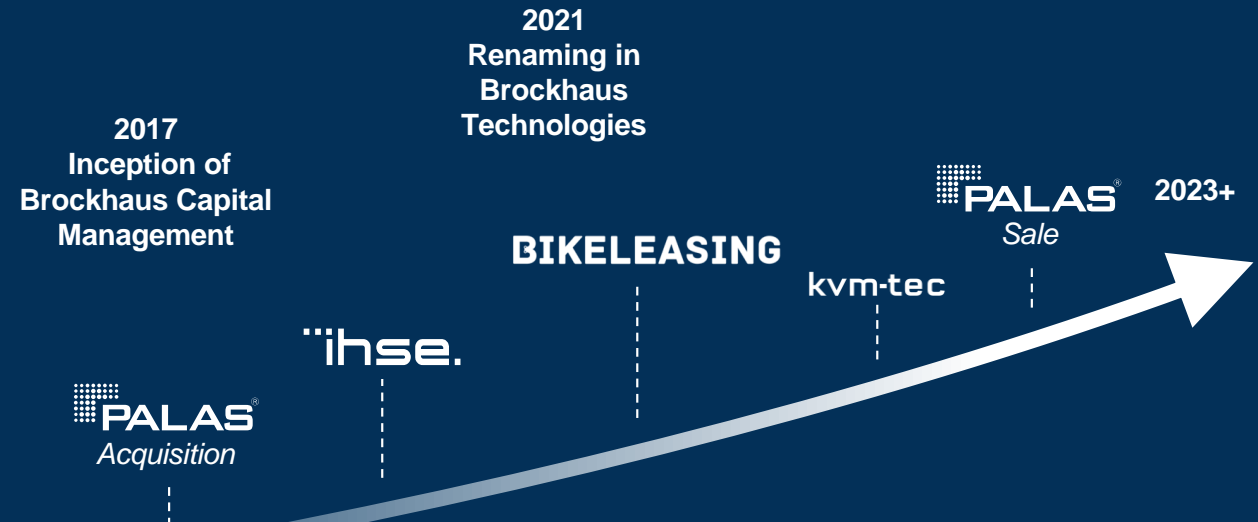 2021
Renaming in
Brockhaus
Technologies
2017
Inception of
Brockhaus Capital
Management
PALAS®
Sale
2023+
BIKELEASING
kvm-tec
ihse.
PALAS®
Acquisition